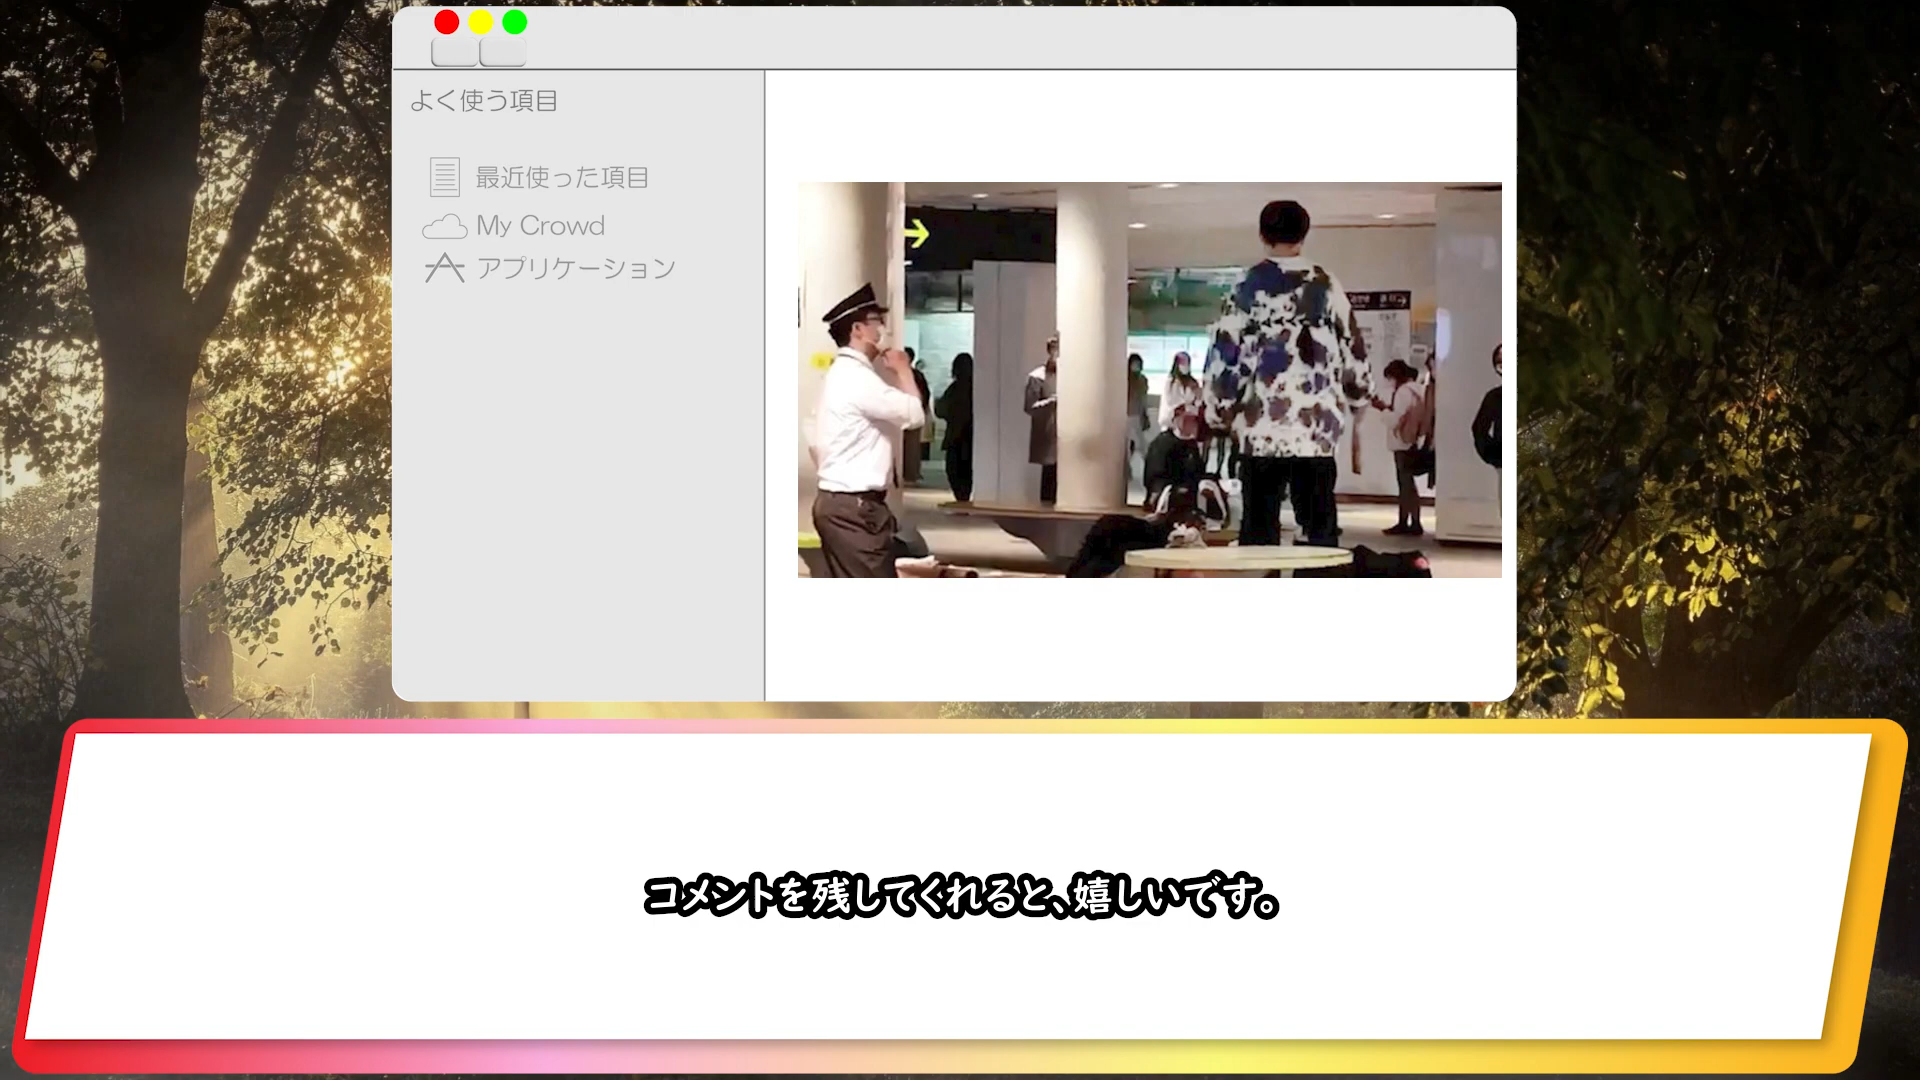 よく使う項目
最近使った項目
My Crowd
アプリケーション
コメントを残してくれると、嬉しいです。